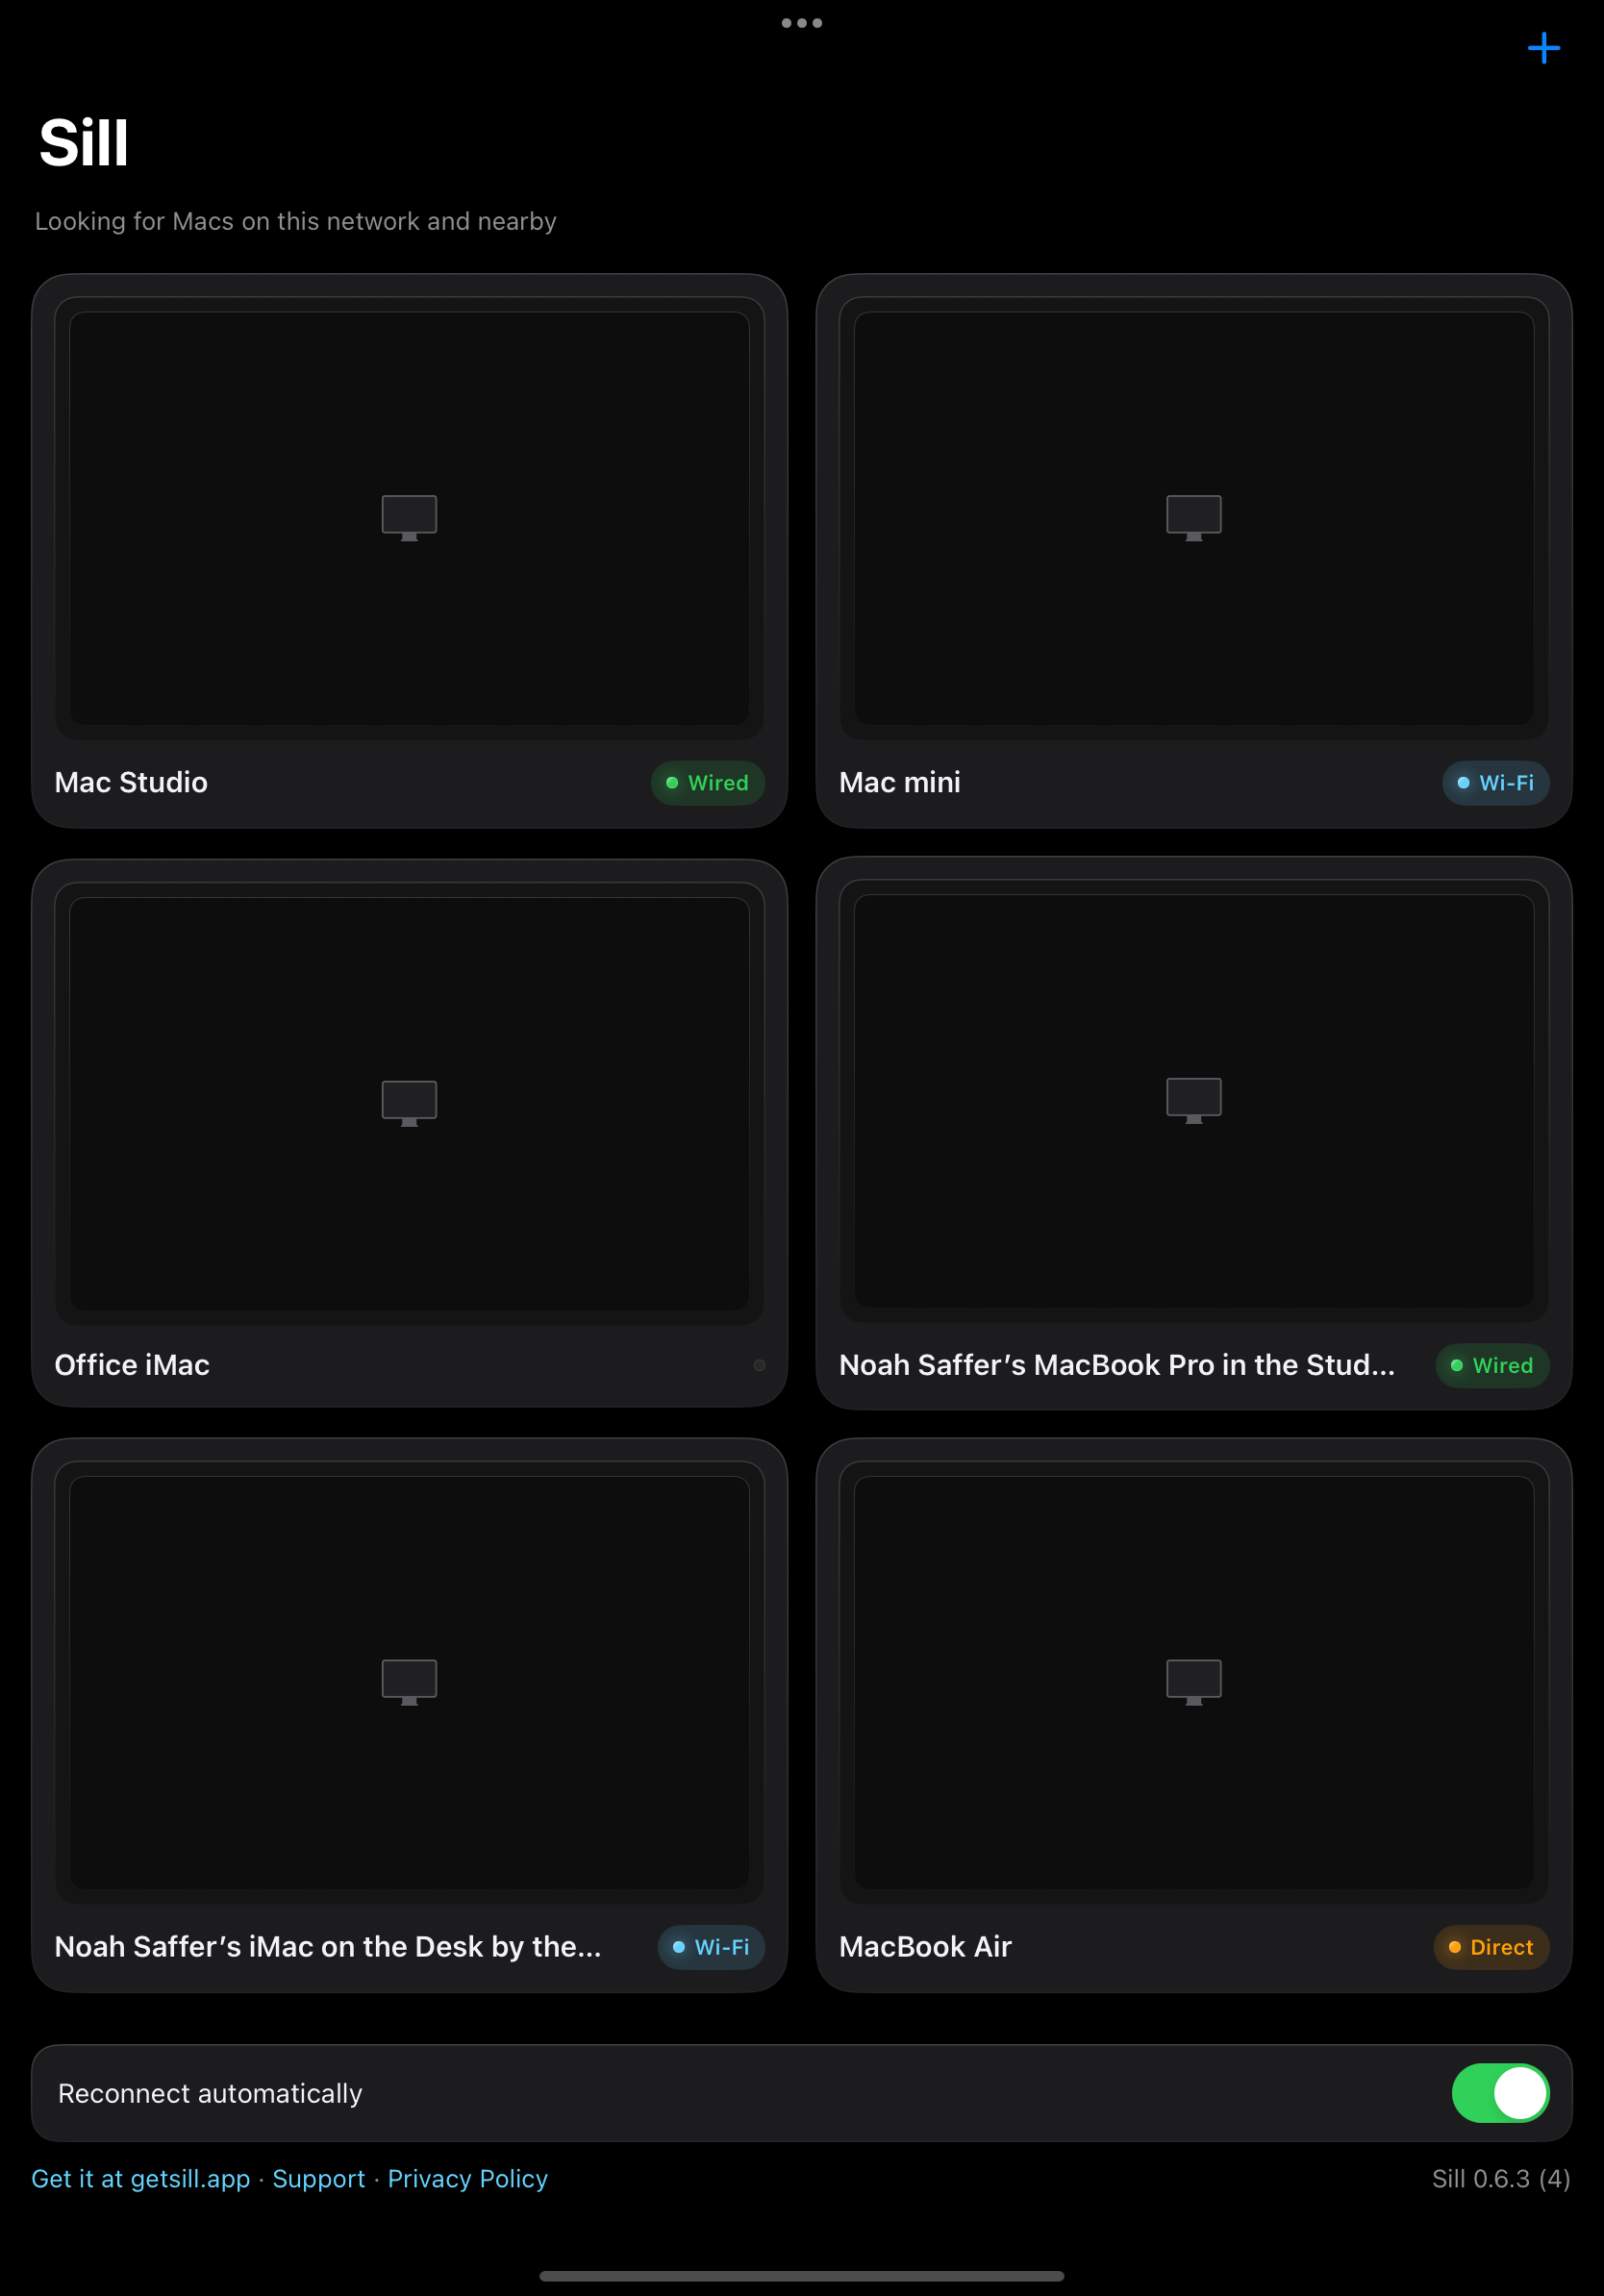 Sill
Looking for Macs on this network and nearby
Mac Studio
Wired
Mac mini
Wi-Fi
Office iMac
Noah Saffer’s MacBook Pro in the Stud...
Wired
Noah Saffer’s iMac on the Desk by the...
Wi-Fi
MacBook Air
Direct
Reconnect automatically
Get it at getsill.app · Support · Privacy Policy
Sill 0.6.3 (4)